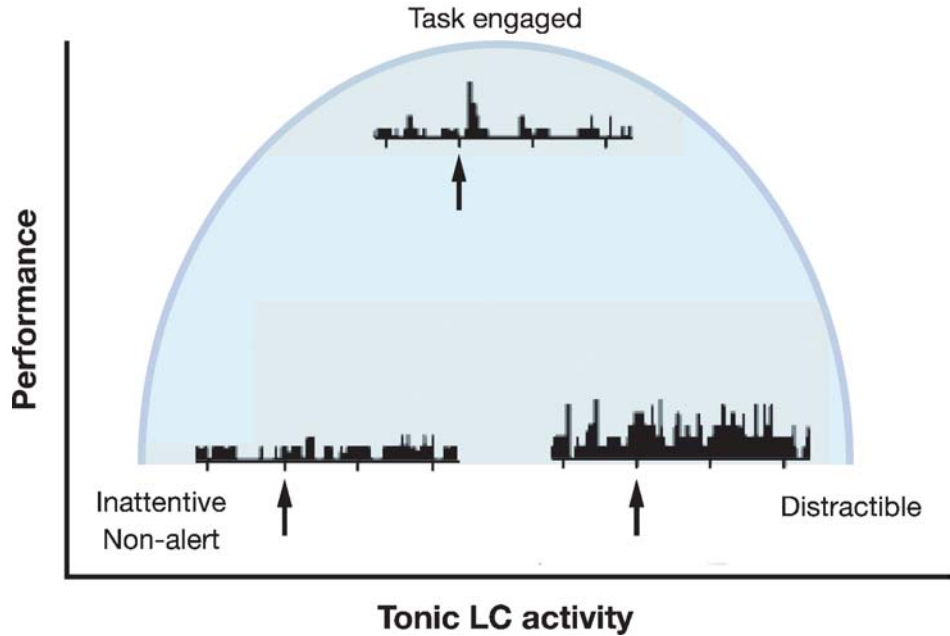 Task engaged
Performance
Inattentive
Non-alert
Distractible
Tonic LC activity